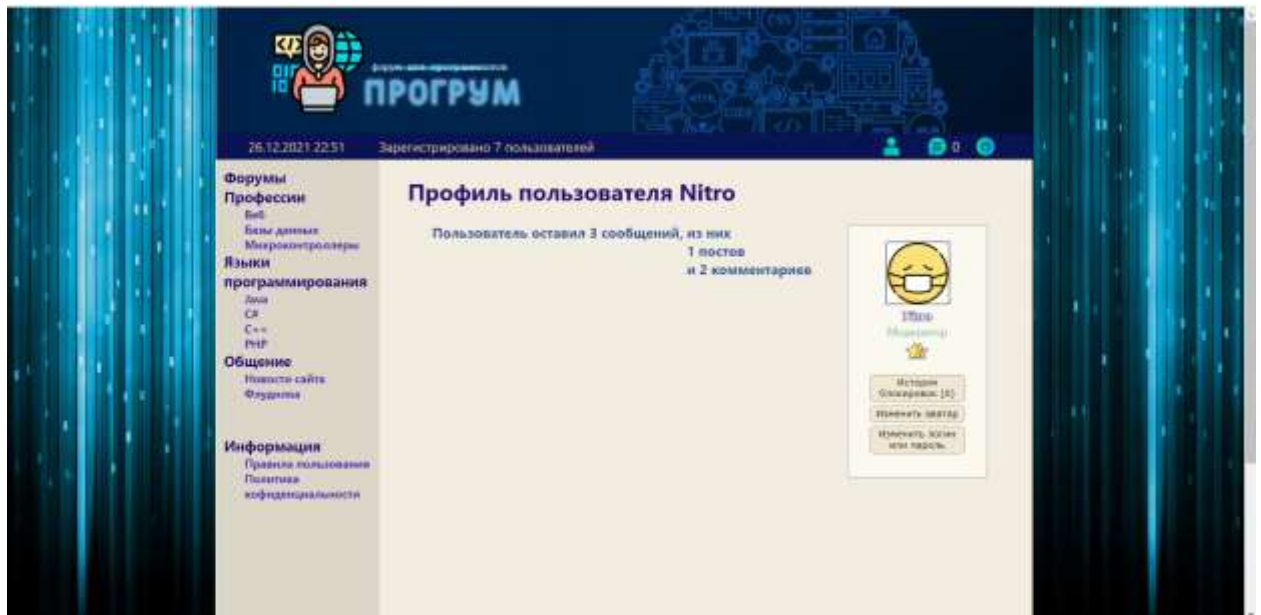 ПРОГРУМ
26.12.2021 22:51
Зарегистрировано 7 пользователей
0
Форумы
Профессии
Веб
Базы данных
Микроконтроллеры
Языки
программирования
Java
C#
C++
PHP
Общение
Новости сайта
Флудилка
Информация
Правила пользования
Политика
кофиденциальности
Профиль пользователя Nitro
Пользователь оставил 3 сообщений, из них
1 постов
и 2 комментариев
Модератор
История
блокировок [0]
Изменить аватар
Изменить логин
или пароль